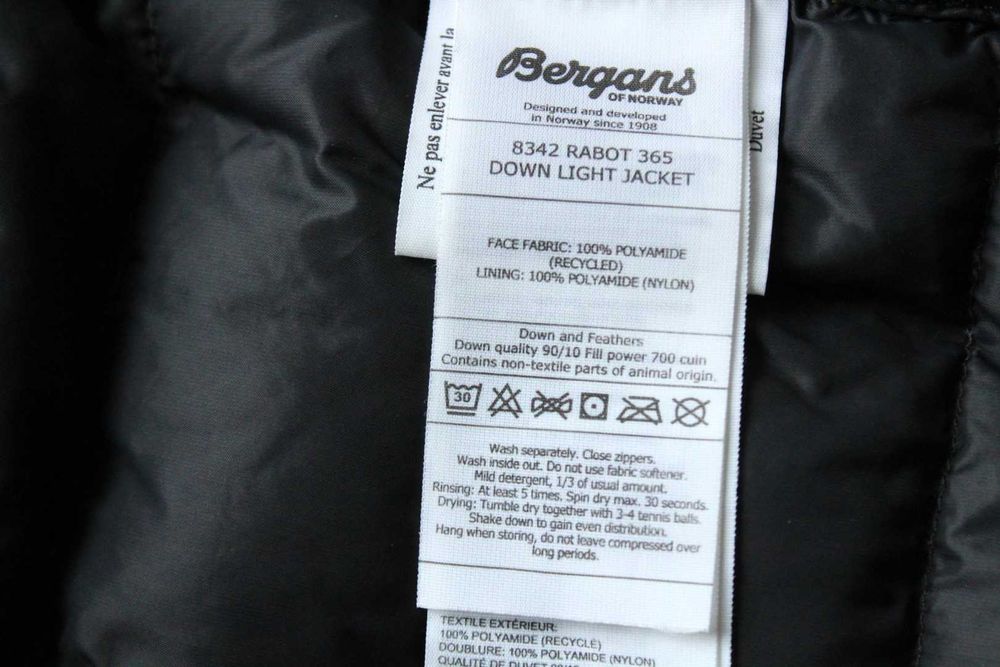 Ne pas enlever avant la
Bergans
OF NORWAY
Designed and developed
in Norway since 1908
Duvet
8342 RABOT 365
DOWN LIGHT JACKET
FACE FABRIC: 100% POLYAMIDE
(RECYCLED)
LINING: 100% POLYAMIDE (NYLON)
Down and Feathers
Down quality 90/10 Fill power 700 cuin
Contains non-textile parts of animal origin.
30
Wash separately. Close zippers.
Wash inside out. Do not use fabric softener.
Mild detergent, 1/3 of usual amount.
Rinsing: At least 5 times. Spin dry max. 30 seconds.
Drying: Tumble dry together with 3-4 tennis balls.
Shake down to gain even distribution.
Hang when storing, do not leave compressed over
long periods.
TEXTILE EXTÉRIEUR:
100% POLYAMIDE (RECYCLÉ)
DOUBLURE: 100% POLYAMIDE (NYLON)
QUALITÉ DE DUVET